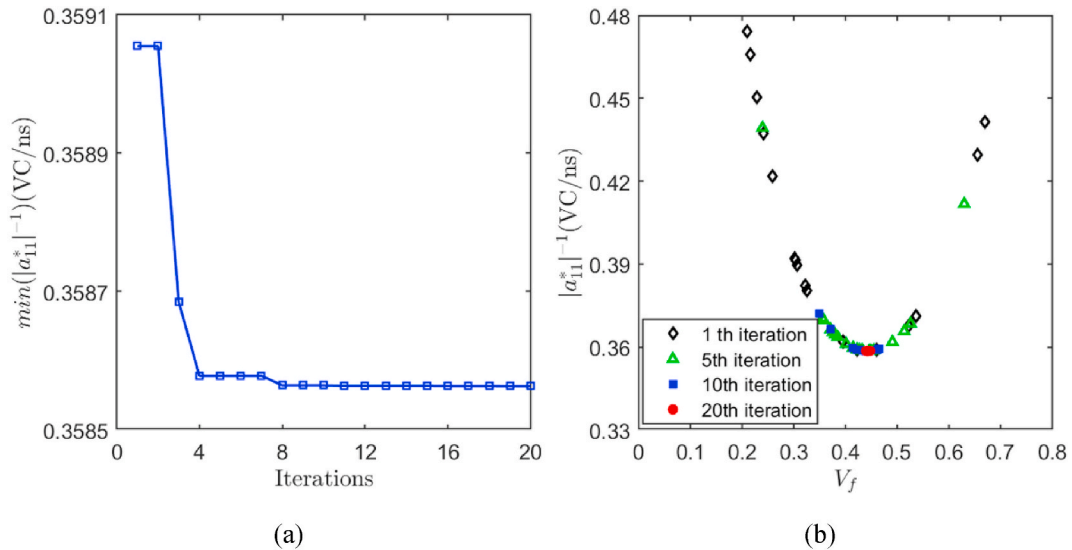 0.3591
0.3589
0.3587
0.3585
min(|a*11|−1)(VC/ns)
0 4 8 12 16 20
Iterations
(a)
0.48
0.45
0.42
0.39
0.36
0.33
|a*11|−1(VC/ns)
1 th iteration
5th iteration
10th iteration
20th iteration
0 0.1 0.2 0.3 0.4 0.5 0.6 0.7 0.8
Vf
(b)